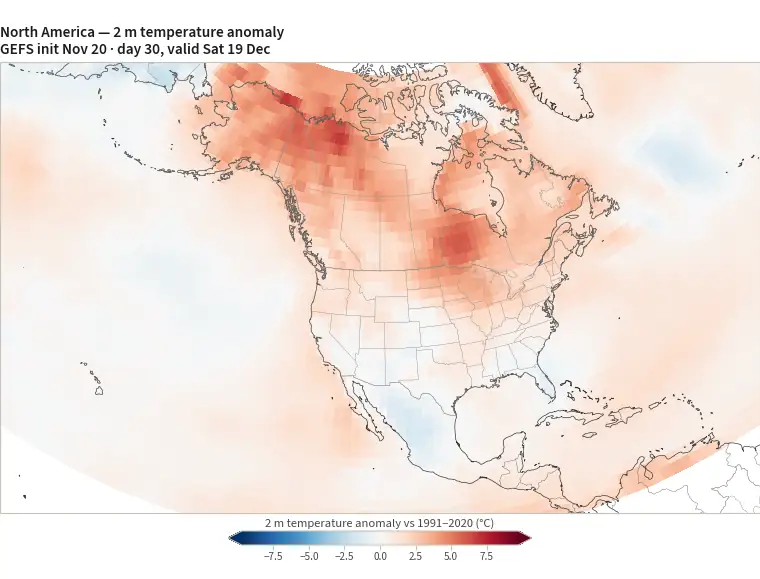 North America — 2 m temperature anomaly
GEFS init Nov 20 · day 30, valid Sat 19 Dec
2 m temperature anomaly vs 1991–2020 (°C)
−7.5 −5.0 −2.5 0.0 2.5 5.0 7.5